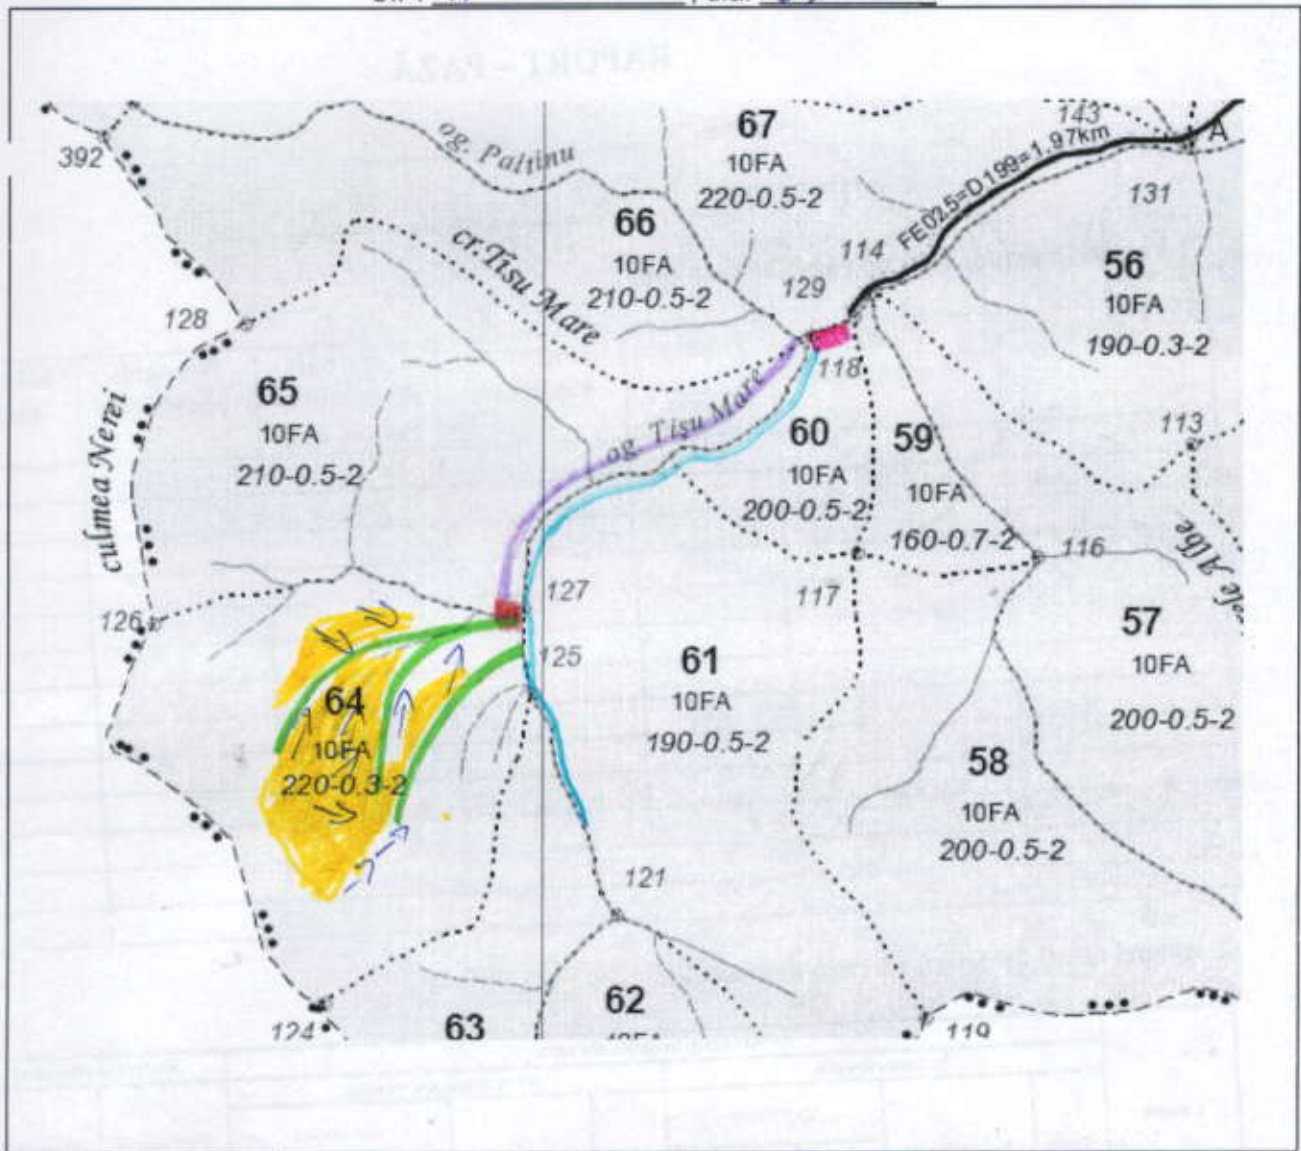 143
A
67
10FA
220-0.5-2
FE025=D199=1.97km
131
392
og. Paltinu
66
10FA
210-0.5-2
cr.Tisu Mare
114
129
56
10FA
190-0.3-2
128
118
65
10FA
210-0.5-2
culmea Nerei
og. Tişu Mare
60
10FA
200-0.5-2
59
10FA
160-0.7-2
113
116
117
127
126
125
64
10FA
220-0.3-2
61
10FA
190-0.5-2
57
10FA
200-0.5-2
58
10FA
200-0.5-2
121
124
63
62
119
RAPORT - PAZĂ